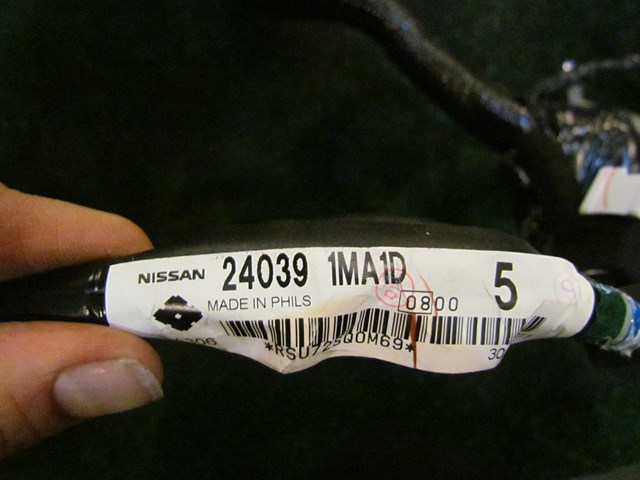 NISSAN 24039 1MA1D 5
MADE IN PHILS 0800
*RSU725Q0M69*